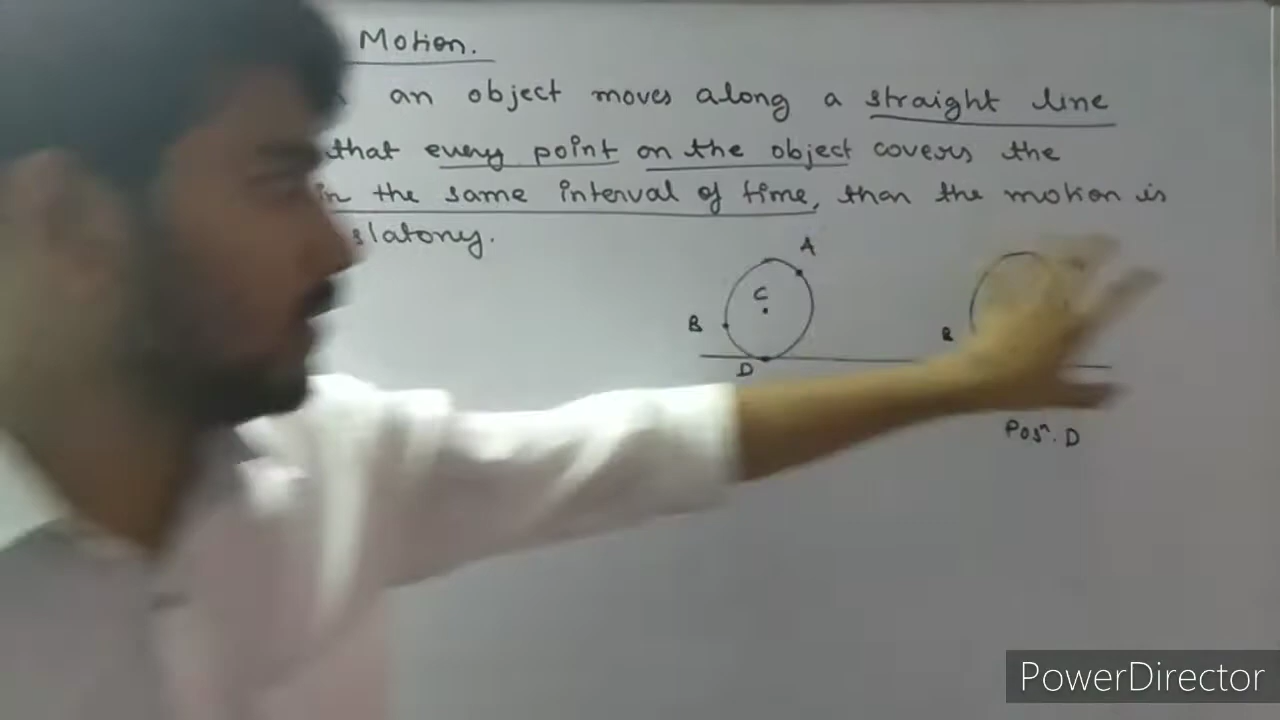 Motion.
an object moves along a straight line
that every point on the object covers the
in the same interval of time, than the motion is
slatory.
A
C
B
B
D
Posⁿ. D
PowerDirector